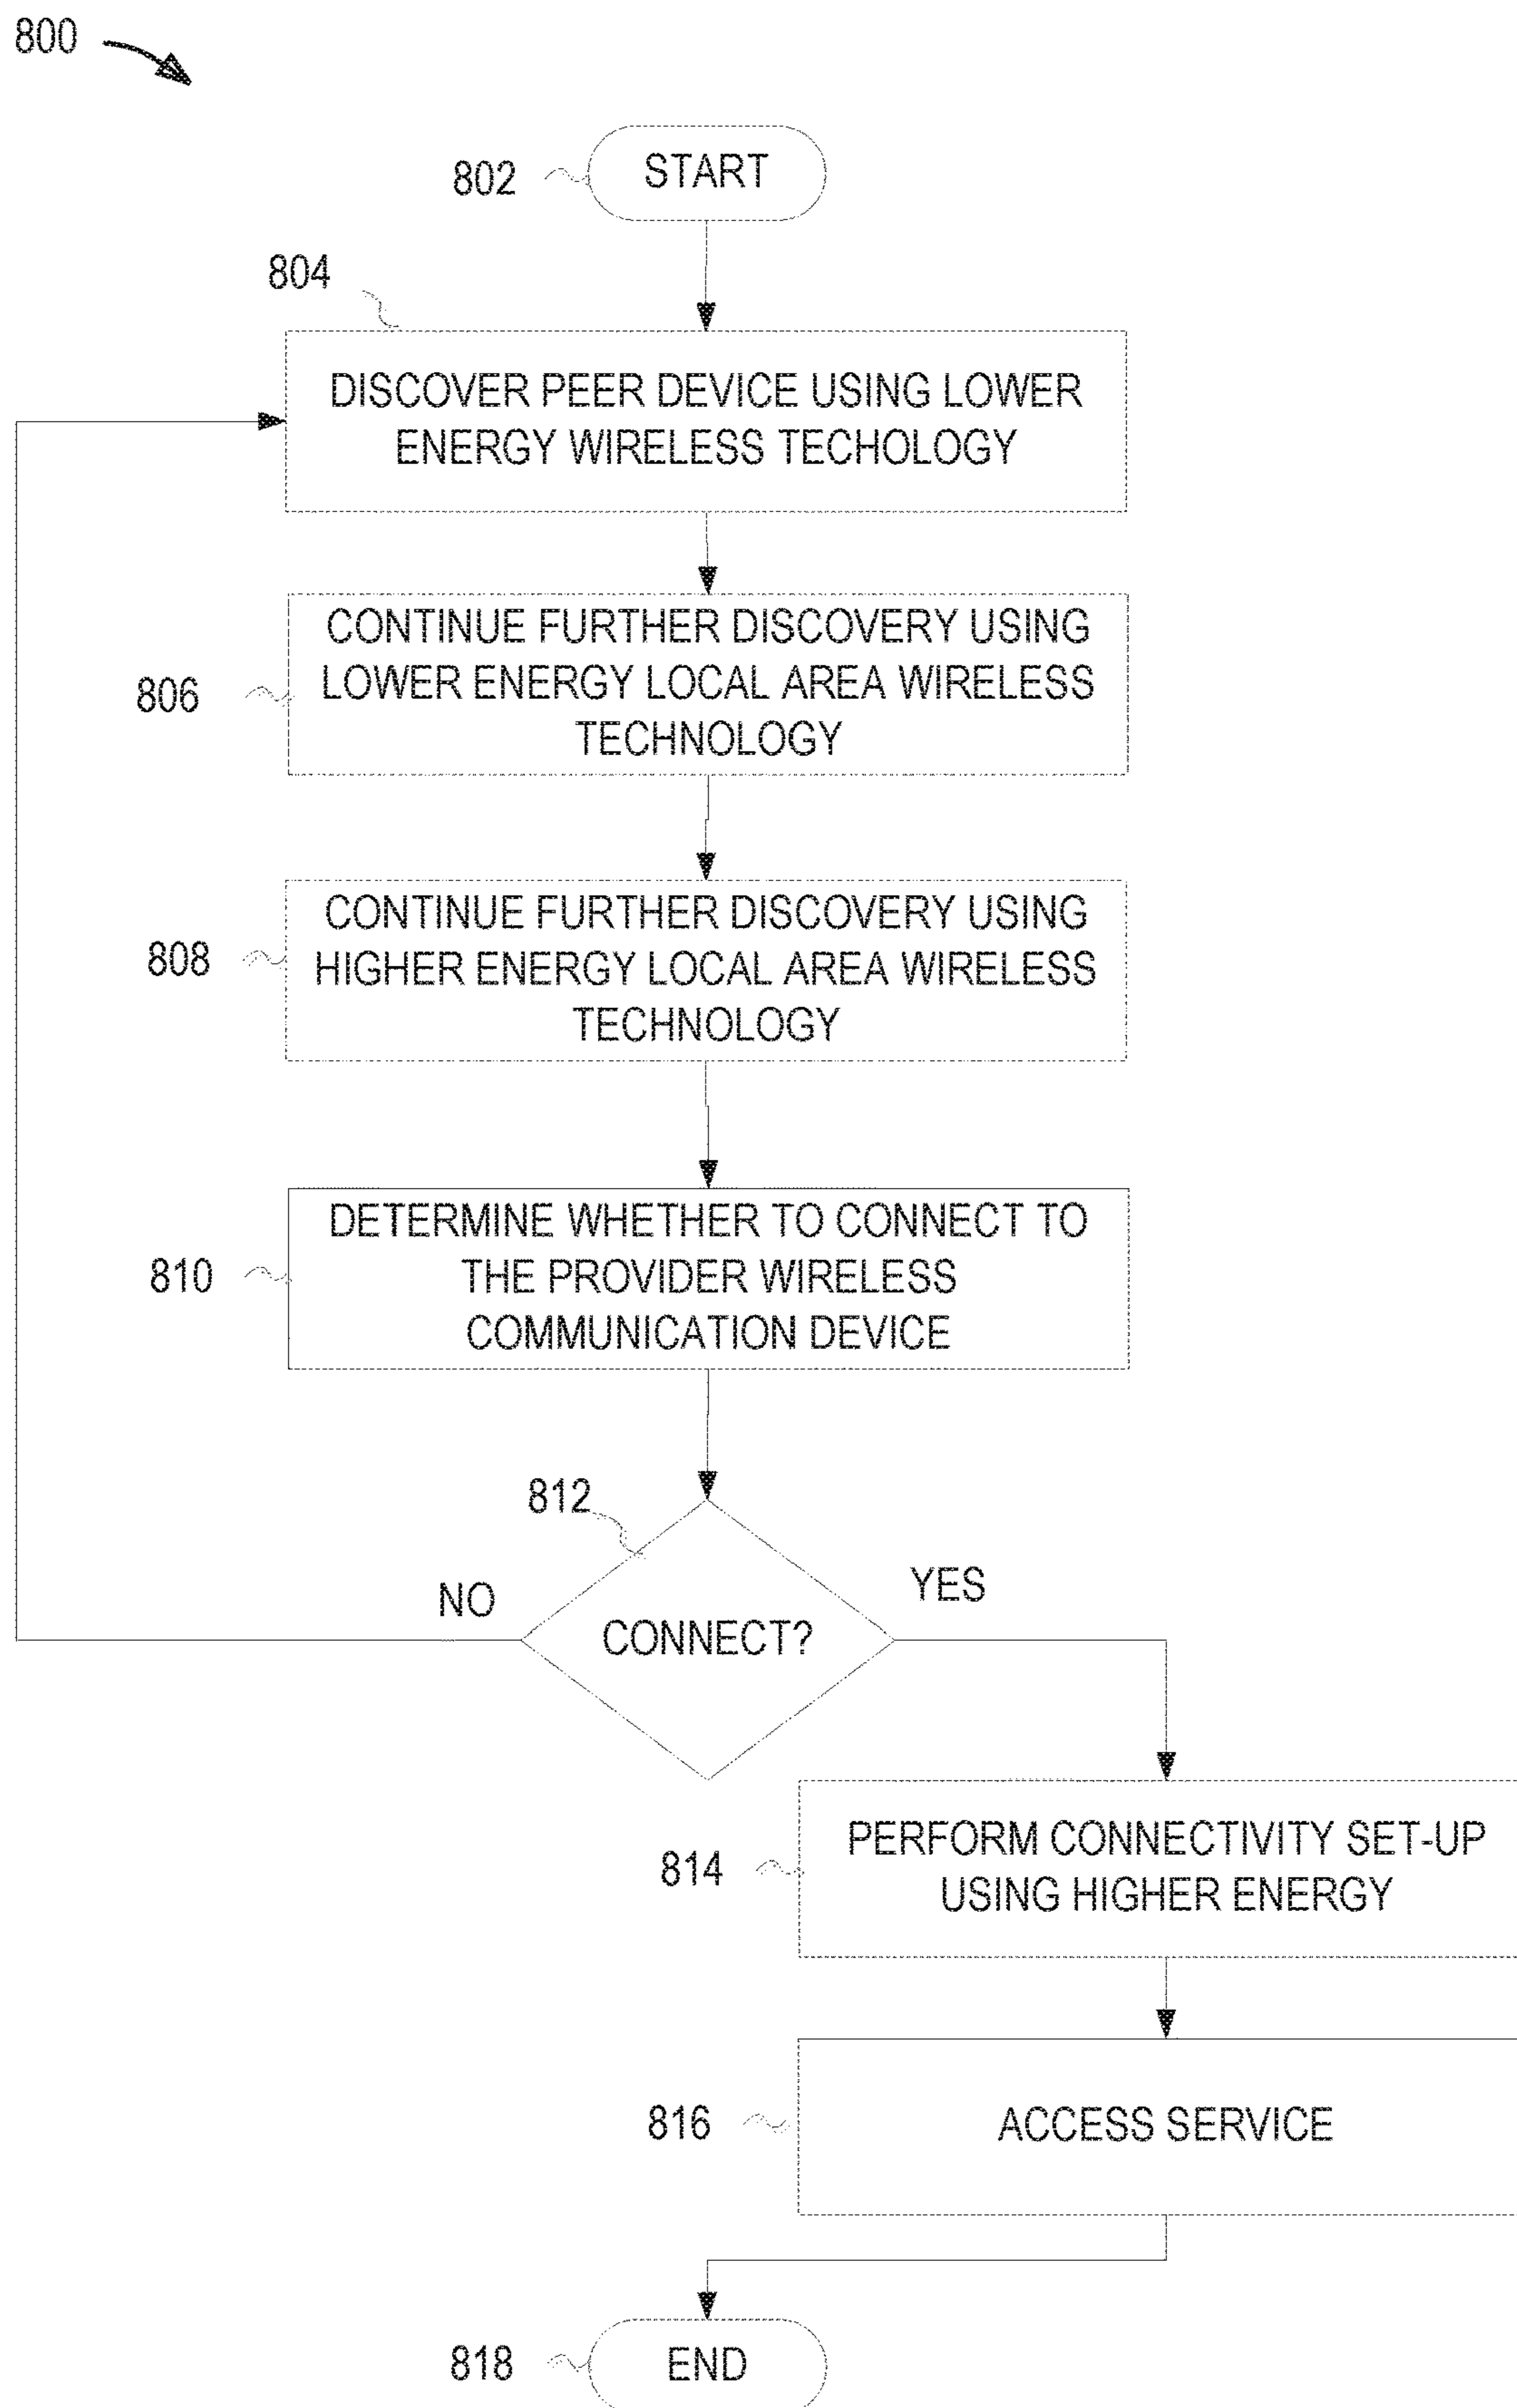 800
802
START
804
DISCOVER PEER DEVICE USING LOWER
ENERGY WIRELESS TECHOLOGY
806
CONTINUE FURTHER DISCOVERY USING
LOWER ENERGY LOCAL AREA WIRELESS
TECHNOLOGY
808
CONTINUE FURTHER DISCOVERY USING
HIGHER ENERGY LOCAL AREA WIRELESS
TECHNOLOGY
810
DETERMINE WHETHER TO CONNECT TO
THE PROVIDER WIRELESS
COMMUNICATION DEVICE
812
NO
YES
CONNECT?
814
PERFORM CONNECTIVITY SET-UP
USING HIGHER ENERGY
816
ACCESS SERVICE
818
END